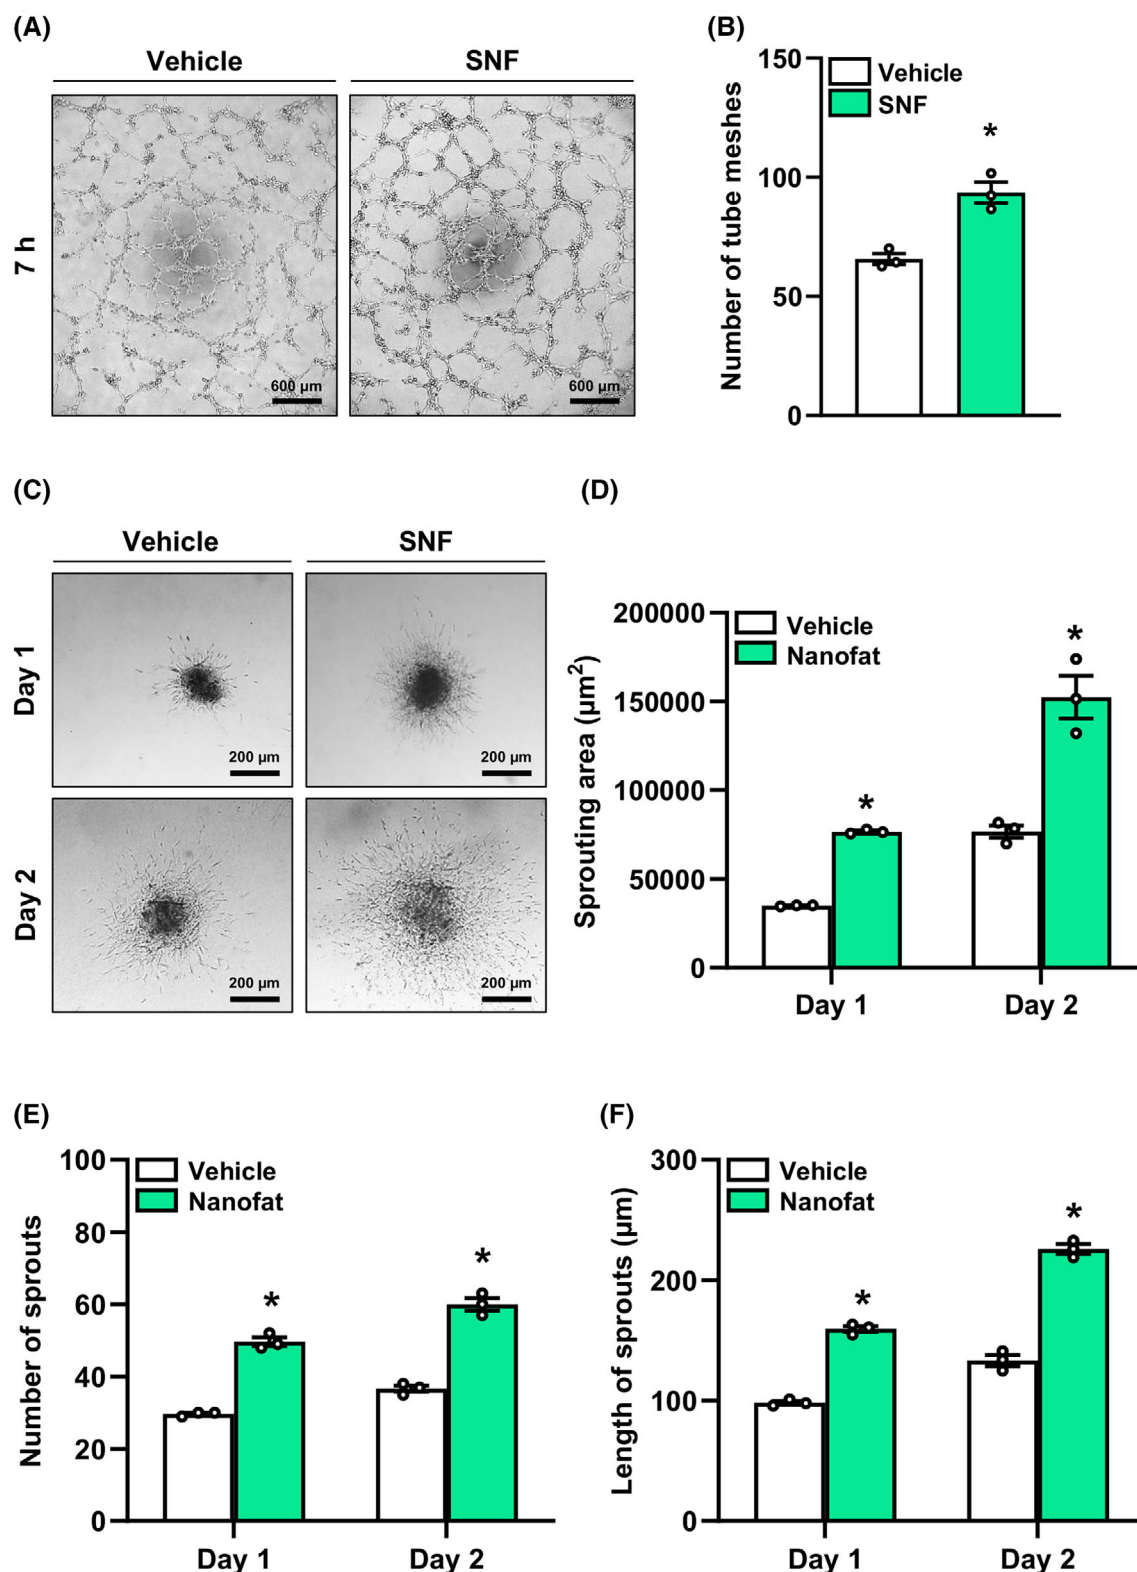 (A)
Vehicle SNF
7 h
600 µm 600 µm
(B)
150
100
50
0
Number of tube meshes
Vehicle
SNF
*
(C)
Vehicle SNF
Day 1
200 µm 200 µm
Day 2
200 µm 200 µm
(D)
200000
150000
100000
50000
0
Sprouting area (µm²)
Vehicle
Nanofat
*
*
Day 1 Day 2
(E)
100
80
60
40
20
0
Number of sprouts
Vehicle
Nanofat
*
*
Day 1 Day 2
(F)
300
200
100
0
Length of sprouts (µm)
Vehicle
Nanofat
*
*
Day 1 Day 2